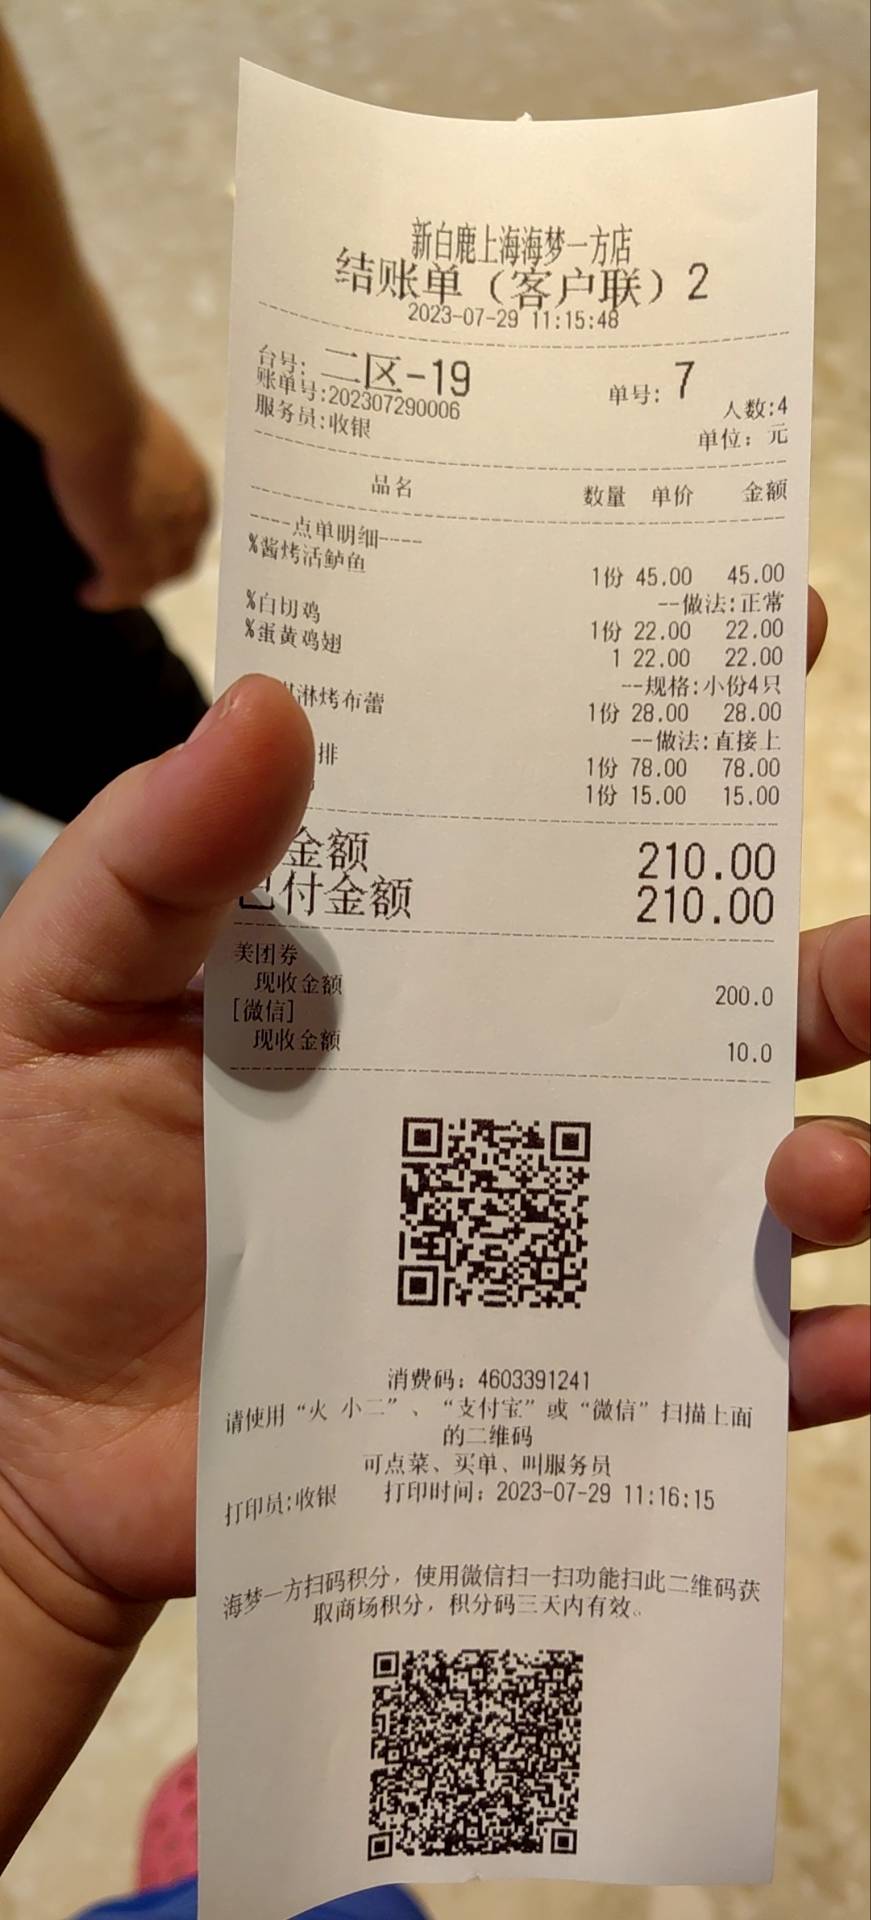 新白鹿上海海梦一方店
结账单（客户联）2
2023-07-29 11:15:48
台号: 二区-19 单号: 7
账单号:202307290006 人数:4
服务员:收银 单位: 元
品名 数量 单价 金额
-----点单明细-----
%酱烤活鲈鱼
1份 45.00 45.00
--做法:正常
%白切鸡 1份 22.00 22.00
%蛋黄鸡翅 1 22.00 22.00
--规格:小份4只
淋烤布蕾 1份 28.00 28.00
--做法:直接上
排 1份 78.00 78.00
1份 15.00 15.00
金额 210.00
已付金额 210.00
美团券
现收金额 200.0
[微信]
现收金额 10.0
消费码: 4603391241
请使用“火 小二”、“支付宝”或“微信”扫描上面
的二维码
可点菜、买单、叫服务员
打印员:收银 打印时间: 2023-07-29 11:16:15
海梦一方扫码积分, 使用微信扫一扫功能扫此二维码获
取商场积分, 积分码三天内有效。